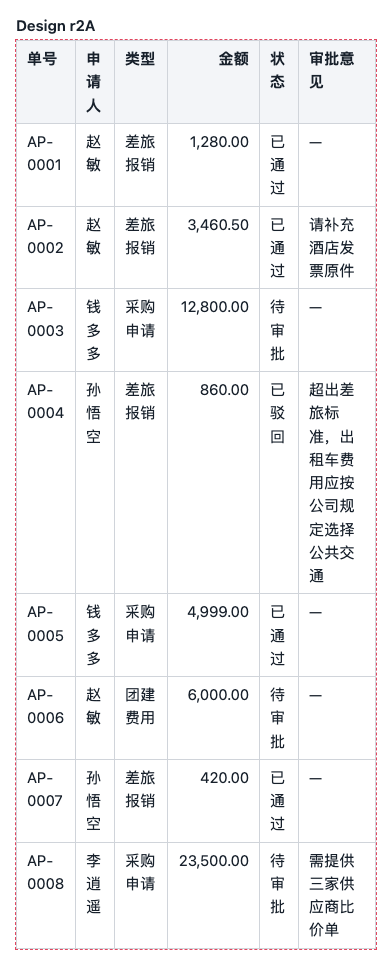 Design r2A
单号 申请人 类型 金额 状态 审批意见
AP-0001 赵敏 差旅报销 1,280.00 已通过 —
AP-0002 赵敏 差旅报销 3,460.50 已通过 请补充酒店发票原件
AP-0003 钱多多 采购申请 12,800.00 待审批 —
AP-0004 孙悟空 差旅报销 860.00 已驳回 超出差旅标准，出租车费用应按公司规定选择公共交通
AP-0005 钱多多 采购申请 4,999.00 已通过 —
AP-0006 赵敏 团建费用 6,000.00 待审批 —
AP-0007 孙悟空 差旅报销 420.00 已通过 —
AP-0008 李逍遥 采购申请 23,500.00 待审批 需提供三家供应商比价单